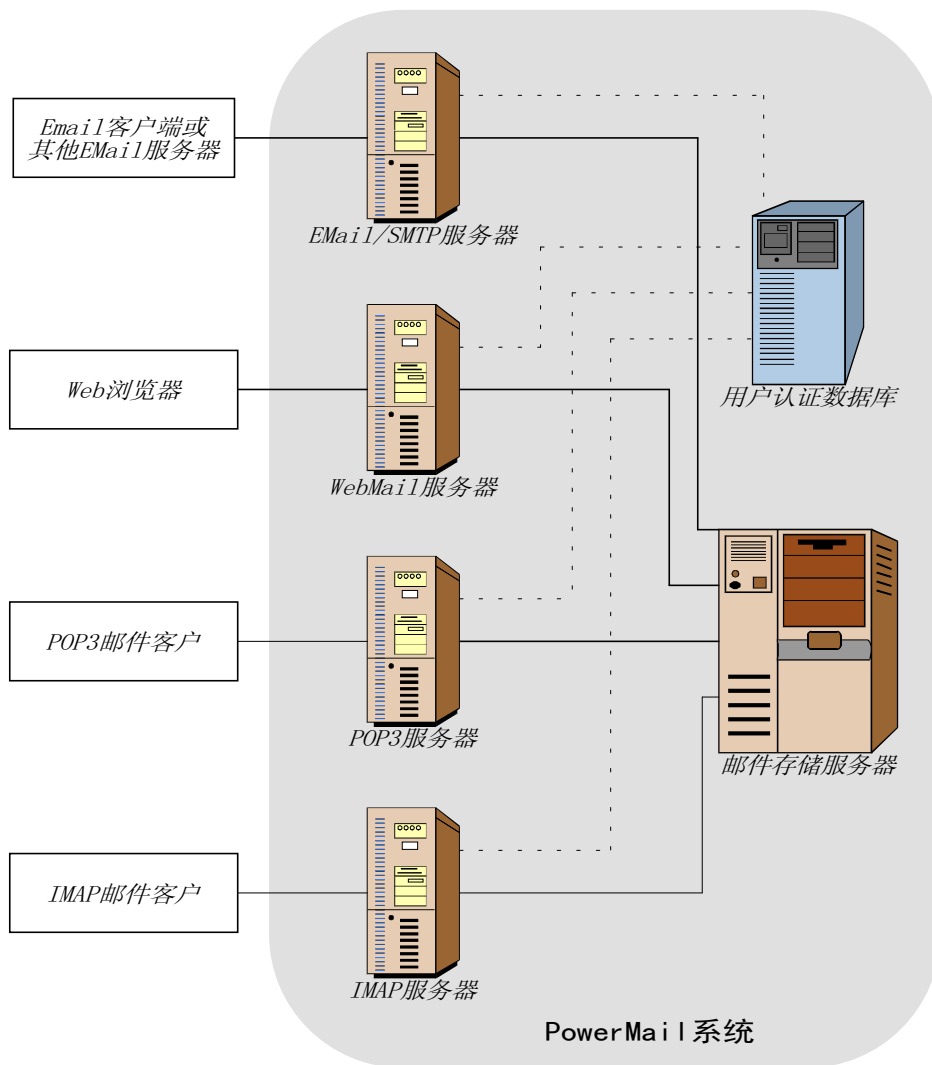 Email客户端或
其他EMail服务器
EMail/SMTP服务器
Web浏览器
用户认证数据库
WebMail服务器
POP3邮件客户
POP3服务器
邮件存储服务器
IMAP邮件客户
IMAP服务器
PowerMail系统